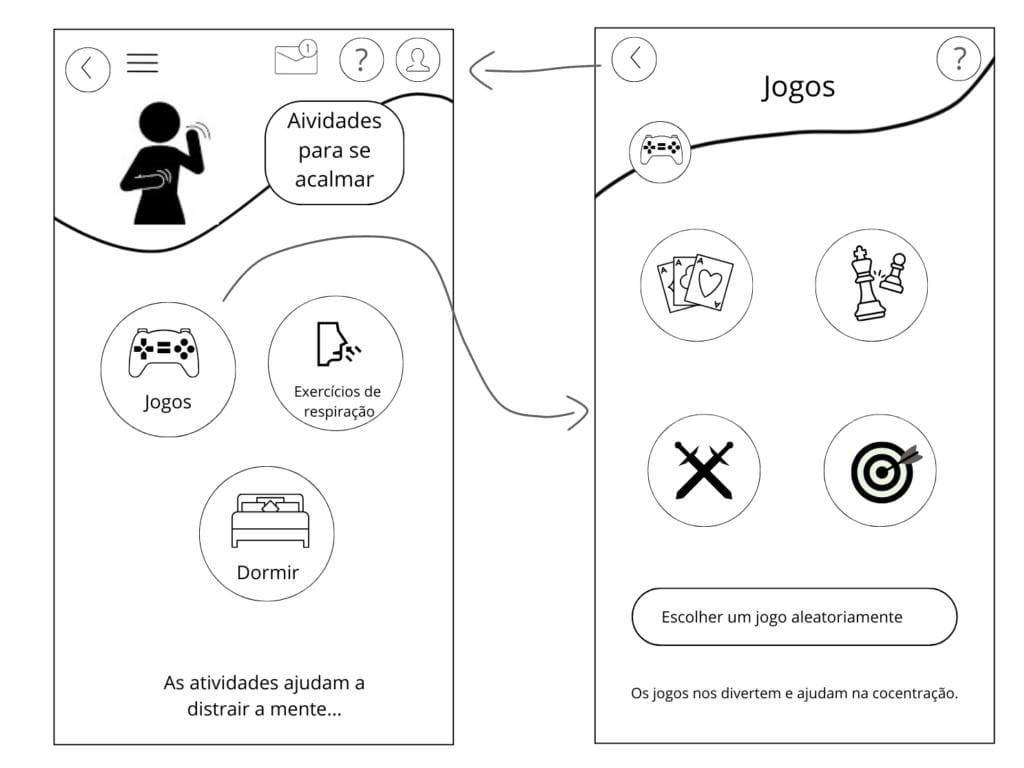 1
?
Aividades
para se
acalmar
Jogos
Exercícios de
respiração
Dormir
As atividades ajudam a
distrair a mente...
?
Jogos
A A A
A
Escolher um jogo aleatoriamente
Os jogos nos divertem e ajudam na cocentração.